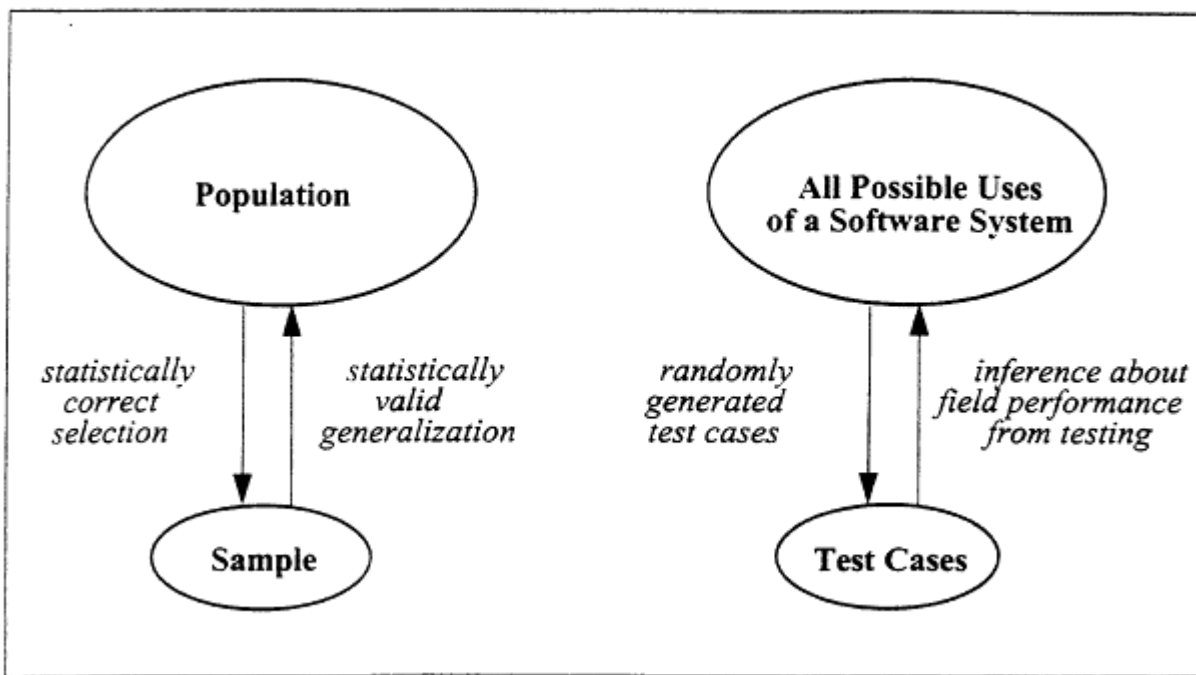 Population
statistically
correct
selection
statistically
valid
generalization
Sample
All Possible Uses
of a Software System
randomly
generated
test cases
inference about
field performance
from testing
Test Cases